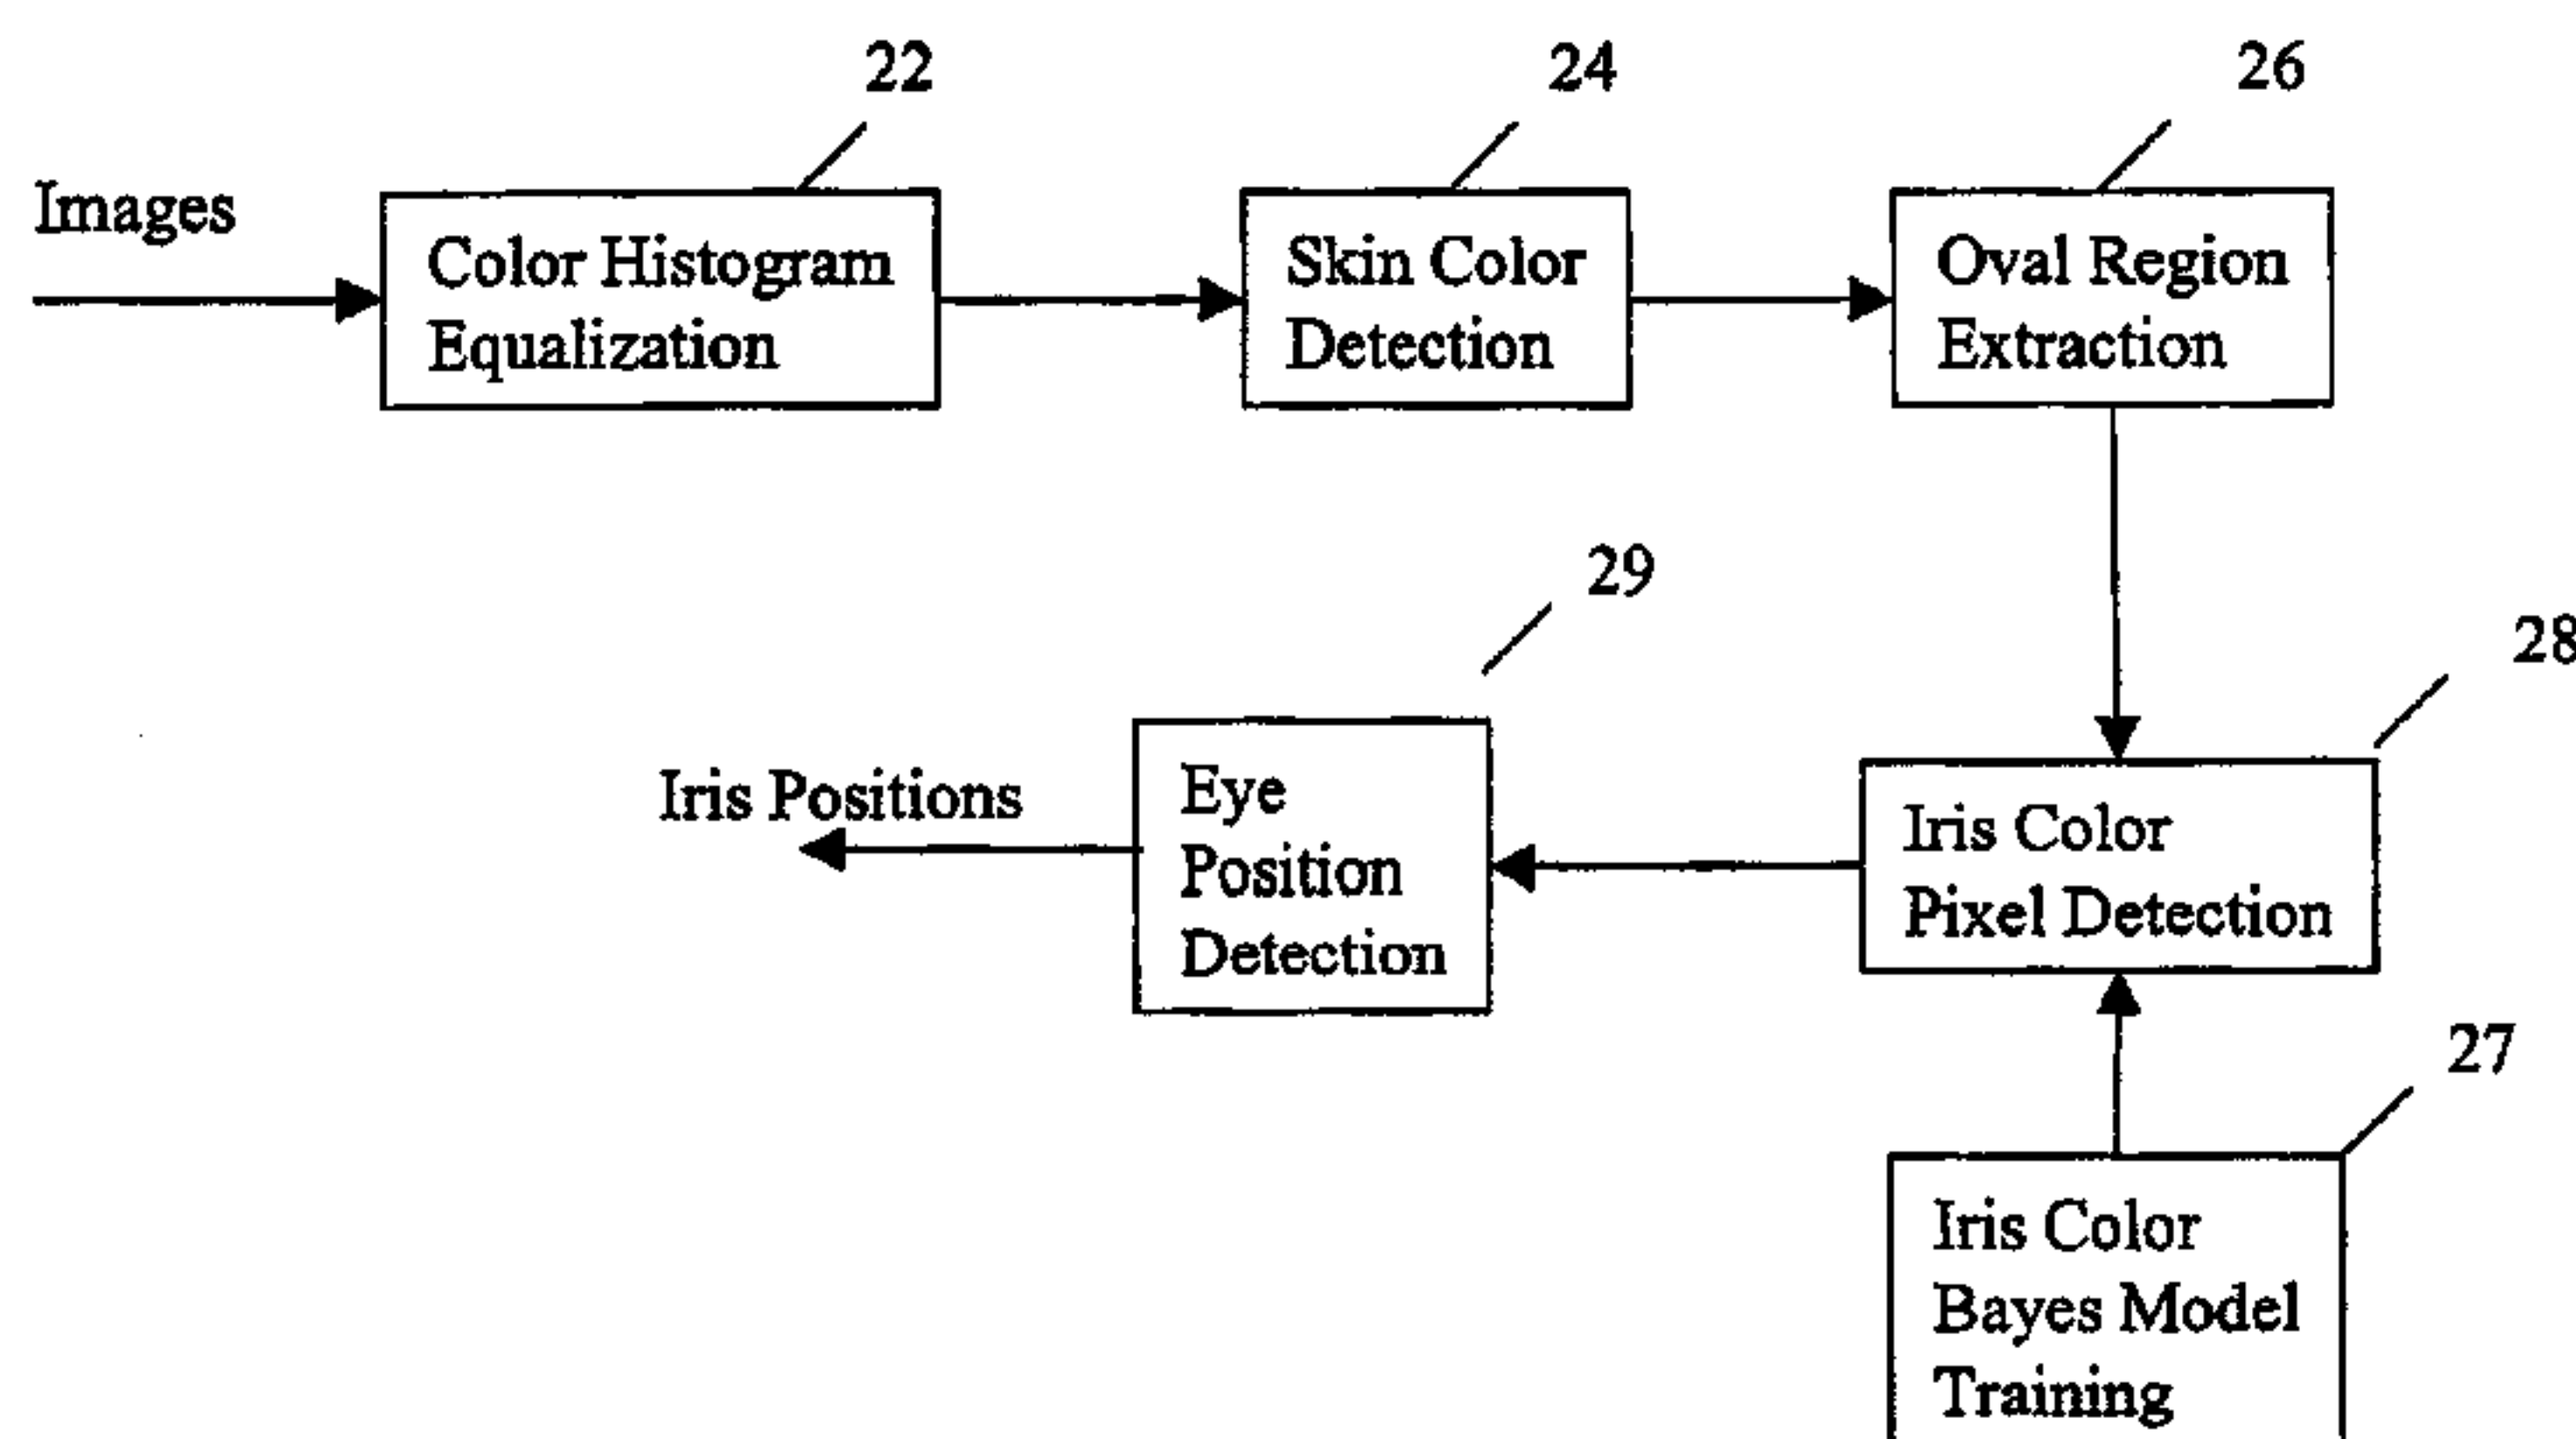 22
24
26
Images
Color Histogram
Equalization
Skin Color
Detection
Oval Region
Extraction
29
28
Iris Positions
Eye
Position
Detection
Iris Color
Pixel Detection
27
Iris Color
Bayes Model
Training